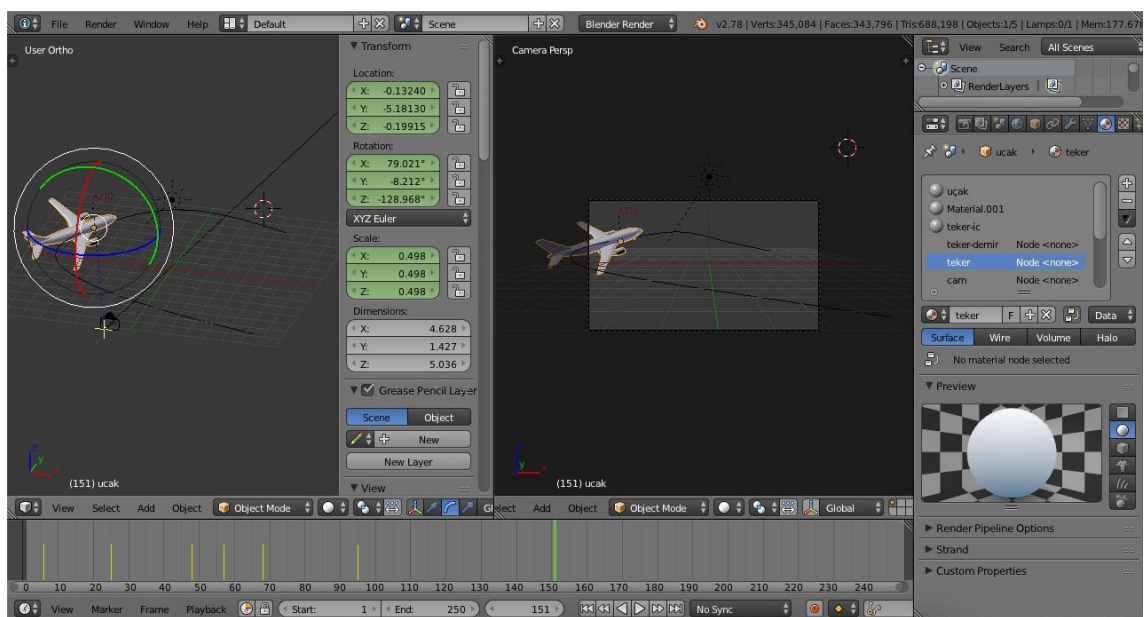 File Render Window Help Default Scene Blender Render v2.78 | Verts:345,084 | Faces:343,796 | Tris:688,198 | Objects:1/5 | Lamps:0/1 | Mem:177.67
User Ortho
Transform
Location:
X: -0.13240
Y: -5.18130
Z: -0.19915
Rotation:
X: 79.021°
Y: -8.212°
Z: -128.968°
XYZ Euler
Scale:
X: 0.498
Y: 0.498
Z: 0.498
Dimensions:
X: 4.628
Y: 1.427
Z: 5.036
Grease Pencil Layer
Scene Object
New
New Layer
View
z
y
x
(151) ucak
View Select Add Object Object Mode
Camera Persp
y
x
(151) ucak
Select Add Object Object Mode Global
View Search All Scenes
Scene
RenderLayers |
ucak teker
uçak
Material.001
teker-ic
teker-demir Node <none>
teker Node <none>
cam Node <none>
teker F Data
Surface Wire Volume Halo
No material node selected
Preview
Render Pipeline Options
Strand
Custom Properties
0 10 20 30 40 50 60 70 80 90 100 110 120 130 140 150 160 170 180 190 200 210 220 230 240
View Marker Frame Playback Start: 1 End: 250 151 No Sync